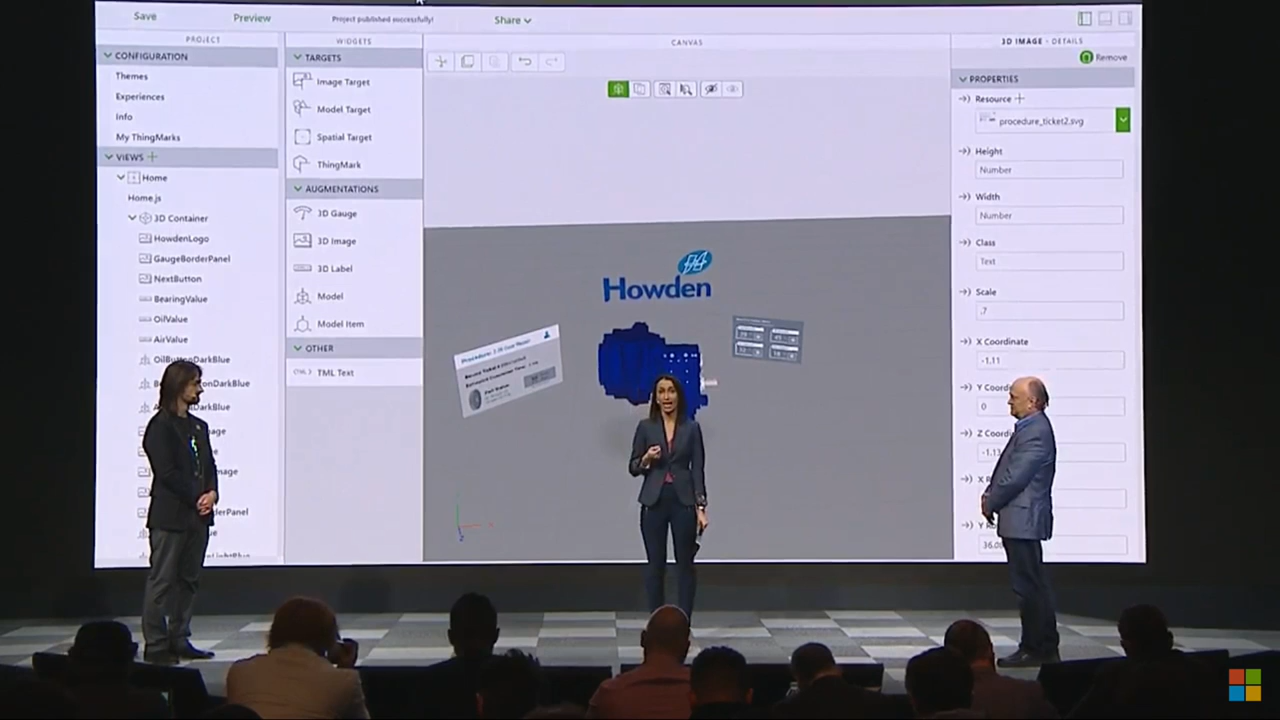 Save
Preview
Project published successfully!
Share
PROJECT
CONFIGURATION
Themes
Experiences
Info
My ThingMarks
VIEWS
Home
Home.js
3D Container
HowdenLogo
GaugeBorderPanel
NextButton
BearingValue
OilValue
AirValue
OilButtonDarkBlue
DarkBlue
DarkBlue
WIDGETS
TARGETS
Image Target
Model Target
Spatial Target
ThingMark
AUGMENTATIONS
3D Gauge
3D Image
3D Label
Model
Model Item
OTHER
TML Text
CANVAS
Howden
3D IMAGE - DETAILS
Remove
PROPERTIES
Resource
procedure_ticket2.svg
Height
Number
Width
Number
Class
Text
Scale
.7
X Coordinate
-1.11
0